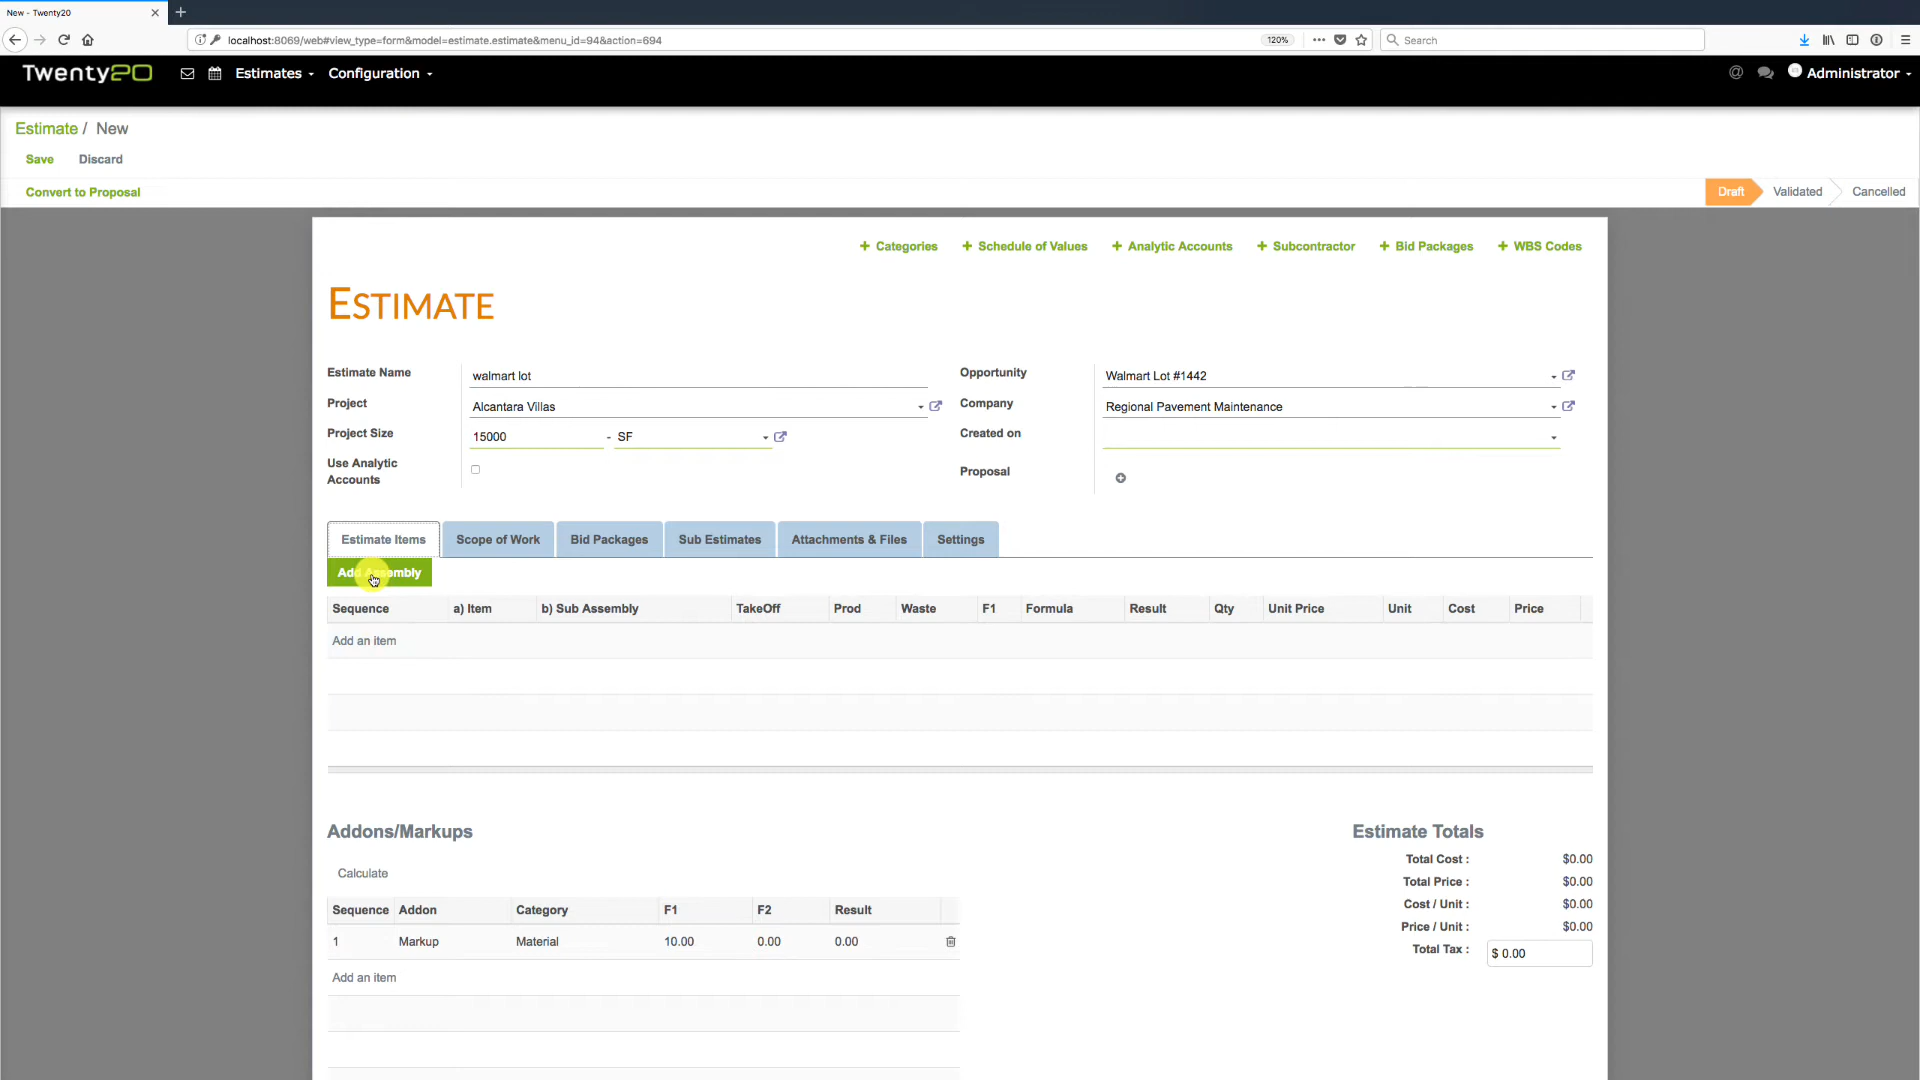 New - Twenty20
localhost:8069/web#view_type=form&model=estimate.estimate&menu_id=94&action=694
120%
Search
Twenty20
Estimates
Configuration
Administrator
Estimate / New
Save
Discard
Convert to Proposal
Draft
Validated
Cancelled
+ Categories
+ Schedule of Values
+ Analytic Accounts
+ Subcontractor
+ Bid Packages
+ WBS Codes
ESTIMATE
Estimate Name
walmart lot
Opportunity
Walmart Lot #1442
Project
Alcantara Villas
Company
Regional Pavement Maintenance
Project Size
15000 - SF
Created on
Use Analytic
Accounts
Proposal
Estimate Items
Scope of Work
Bid Packages
Sub Estimates
Attachments & Files
Settings
Add Assembly
Sequence a) Item b) Sub Assembly TakeOff Prod Waste F1 Formula Result Qty Unit Price Unit Cost Price
Add an item
Addons/Markups
Estimate Totals
Calculate
Total Cost : $0.00
Total Price : $0.00
Cost / Unit : $0.00
Price / Unit : $0.00
Total Tax : $ 0.00
Sequence Addon Category F1 F2 Result
1 Markup Material 10.00 0.00 0.00
Add an item